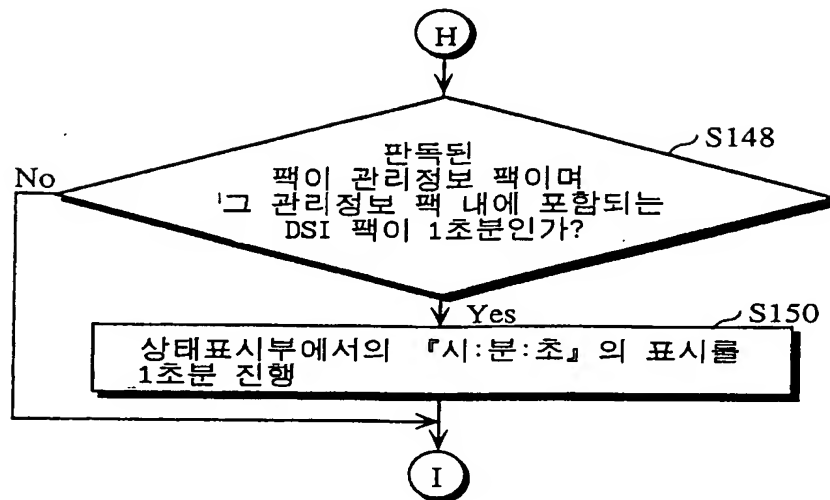 H
S148
판독된
No
팩이 관리정보 팩이며
그 관리정보 팩 내에 포함되는
DSI 팩이 1초분인가?
Yes
S150
상태표시부에서의 『시:분:초』의 표시를
1초분 진행
I